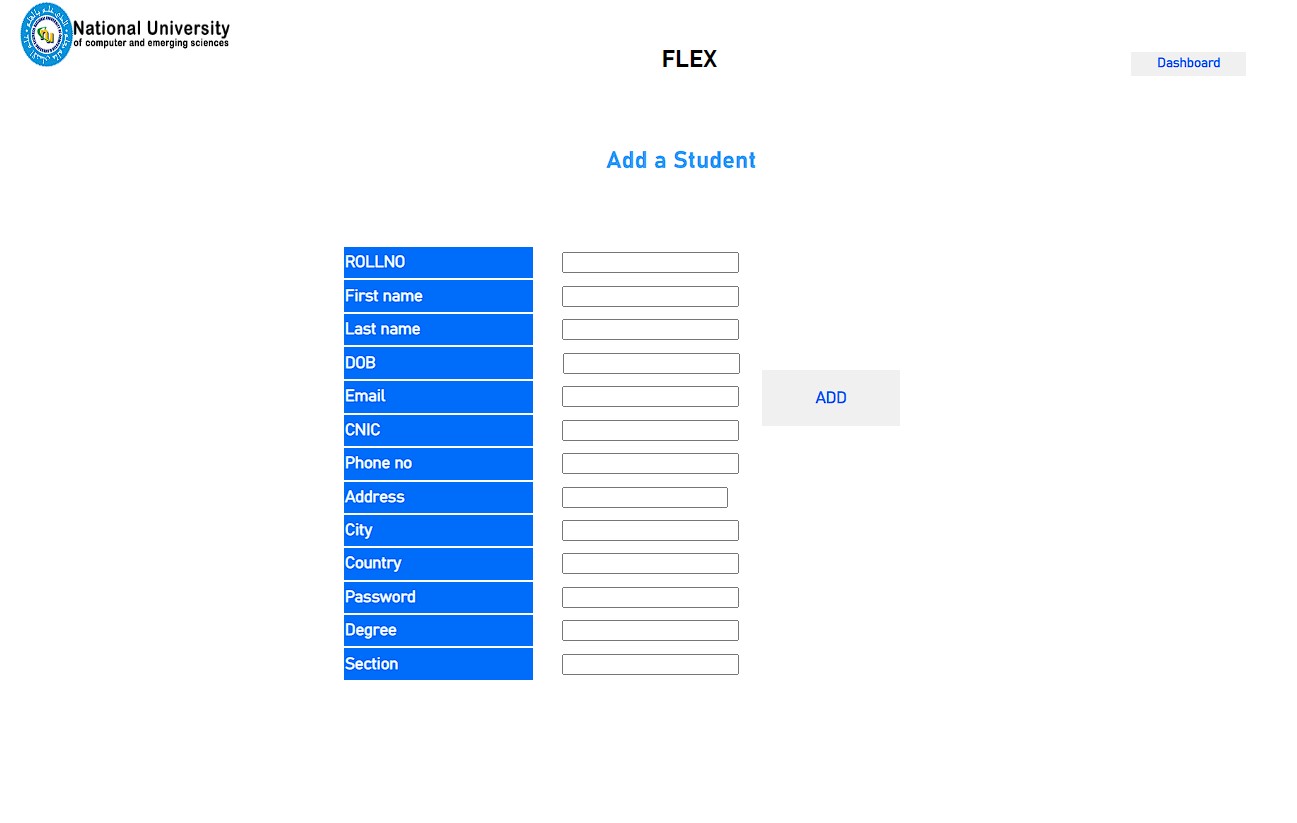 National University
of computer and emerging sciences
FLEX
Dashboard
Add a Student
ROLLNO
First name
Last name
DOB
Email
ADD
CNIC
Phone no
Address
City
Country
Password
Degree
Section